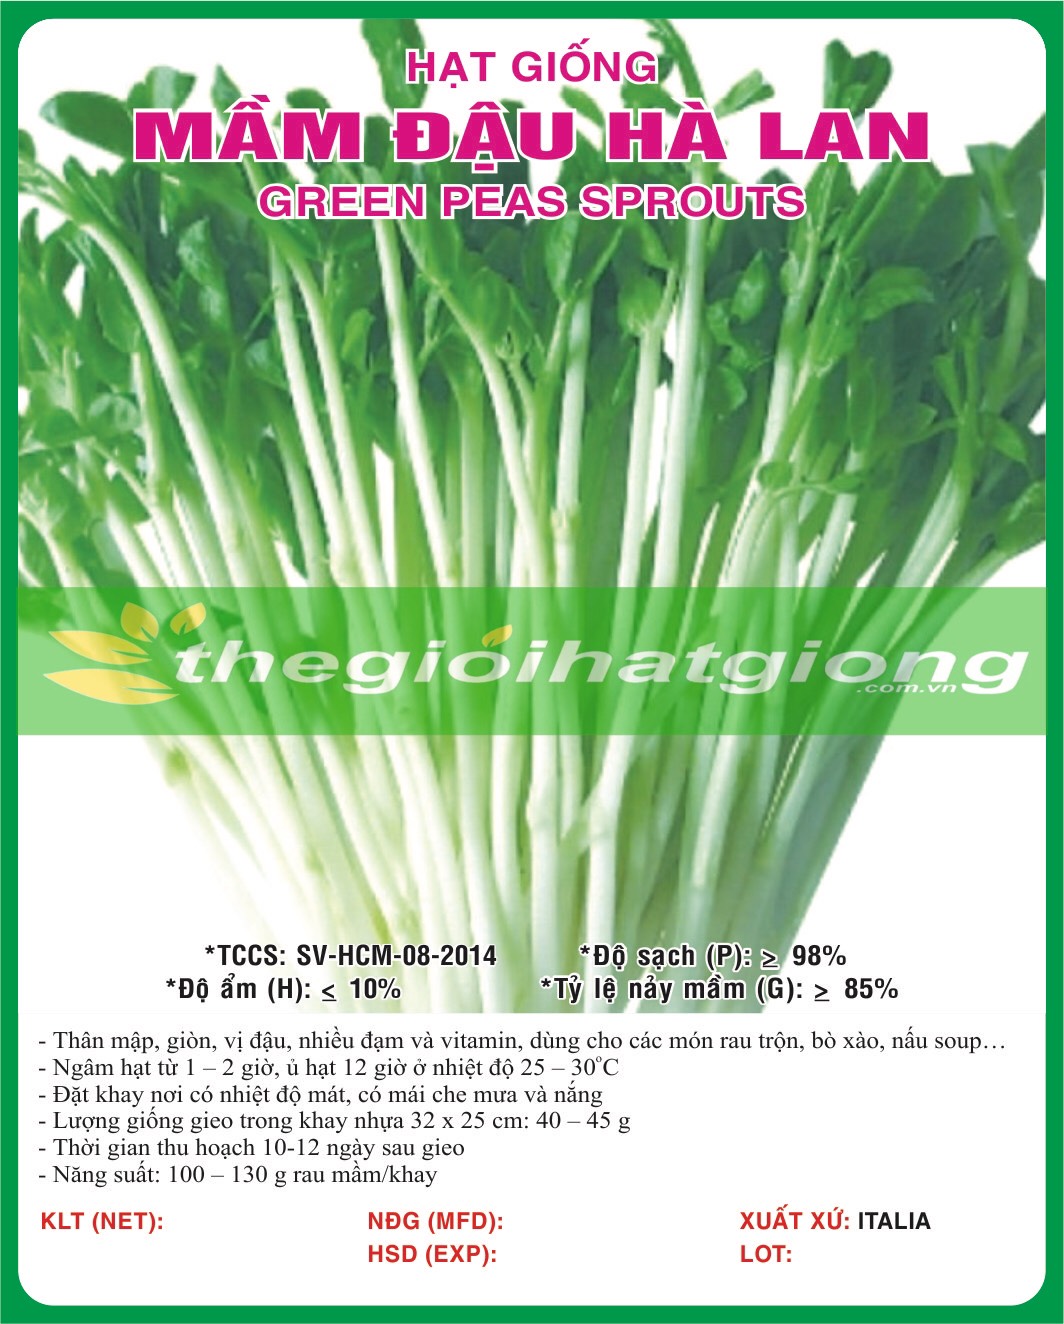 HẠT GIỐNG
MẦM ĐẬU HÀ LAN
GREEN PEAS SPROUTS
thegioihatgiong
.com.vn
*TCCS: SV-HCM-08-2014 *Độ sạch (P): ≥ 98%
*Độ ẩm (H): ≤ 10% *Tỷ lệ nảy mầm (G): ≥ 85%
- Thân mập, giòn, vị đậu, nhiều đạm và vitamin, dùng cho các món rau trộn, bò xào, nấu soup…
- Ngâm hạt từ 1 – 2 giờ, ủ hạt 12 giờ ở nhiệt độ 25 – 30°C
- Đặt khay nơi có nhiệt độ mát, có mái che mưa và nắng
- Lượng giống gieo trong khay nhựa 32 x 25 cm: 40 – 45 g
- Thời gian thu hoạch 10-12 ngày sau gieo
- Năng suất: 100 – 130 g rau mầm/khay
KLT (NET): NĐG (MFD): XUẤT XỨ: ITALIA
HSD (EXP): LOT: